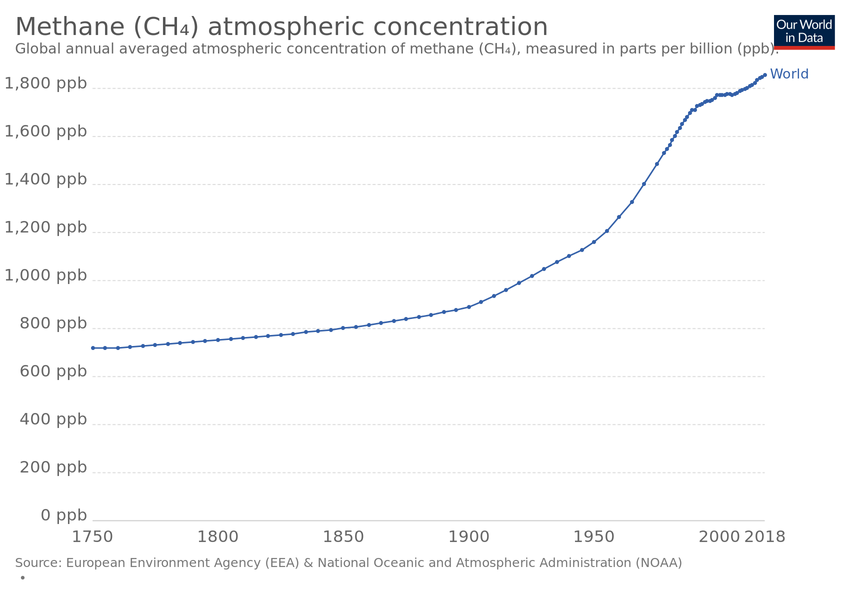 Methane (CH₄) atmospheric concentration
Our World
in Data
Global annual averaged atmospheric concentration of methane (CH₄), measured in parts per billion (ppb).
World
1,800 ppb
1,600 ppb
1,400 ppb
1,200 ppb
1,000 ppb
800 ppb
600 ppb
400 ppb
200 ppb
0 ppb
1750 1800 1850 1900 1950 2000 2018
Source: European Environment Agency (EEA) & National Oceanic and Atmospheric Administration (NOAA)
•